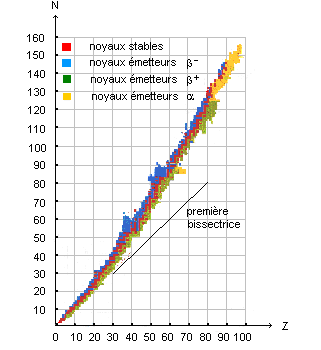 N
160
noyaux stables
150
noyaux émetteurs β⁻
140
noyaux émetteurs β⁺
130
noyaux émetteurs α
120
110
100
90
80
70
première
60
bissectrice
50
40
30
20
10
0 10 20 30 40 50 60 70 80 90 100 Z